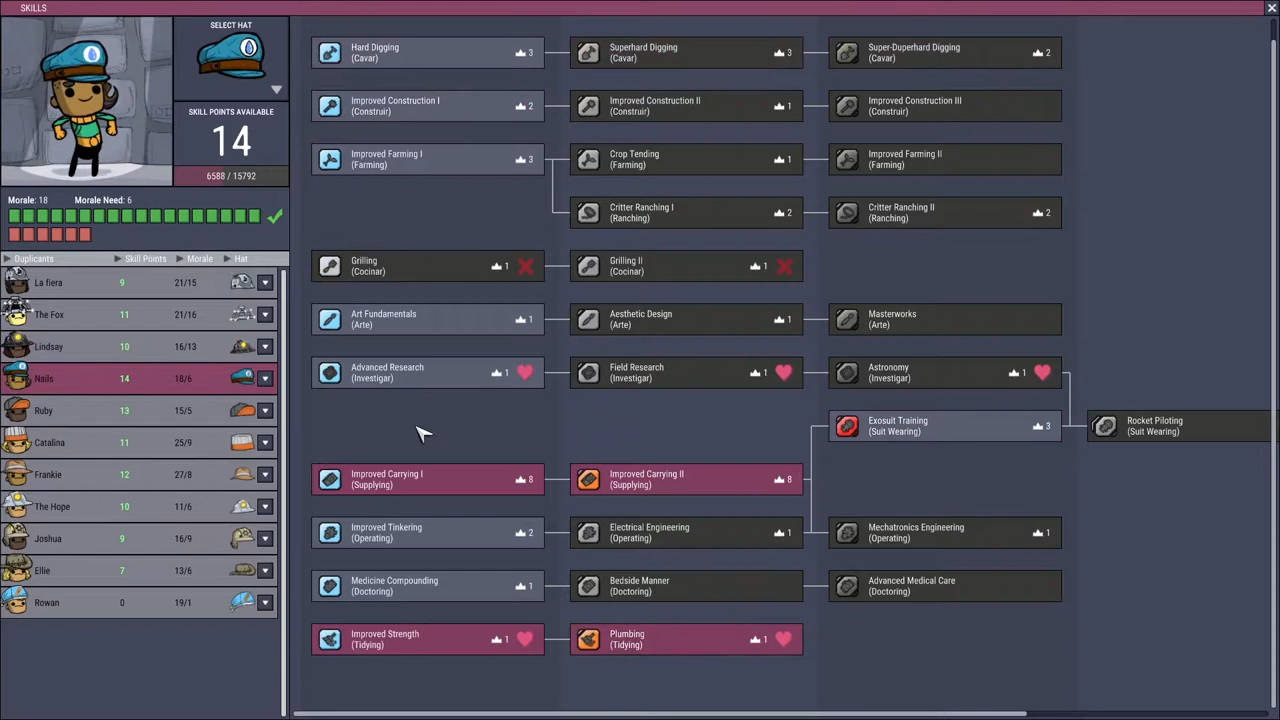 SKILLS
SELECT HAT
SKILL POINTS AVAILABLE
14
6588 / 15792
Morale: 18 Morale Need: 6
Duplicants Skill Points Morale Hat
La fiera 9 21/15
The Fox 11 21/16
Lindsay 10 16/13
Nails 14 18/6
Ruby 13 15/5
Catalina 11 25/9
Frankie 12 27/8
The Hope 10 11/6
Joshua 9 16/9
Ellie 7 13/6
Rowan 0 19/1
Hard Digging
(Cavar)
3
Superhard Digging
(Cavar)
3
Super-Duperhard Digging
(Cavar)
2
Improved Construction I
(Construir)
2
Improved Construction II
(Construir)
1
Improved Construction III
(Construir)
Improved Farming I
(Farming)
3
Crop Tending
(Farming)
1
Improved Farming II
(Farming)
Critter Ranching I
(Ranching)
2
Critter Ranching II
(Ranching)
2
Grilling
(Cocinar)
1
Grilling II
(Cocinar)
1
Art Fundamentals
(Arte)
1
Aesthetic Design
(Arte)
1
Masterworks
(Arte)
Advanced Research
(Investigar)
1
Field Research
(Investigar)
1
Astronomy
(Investigar)
1
Exosuit Training
(Suit Wearing)
3
Rocket Piloting
(Suit Wearing)
Improved Carrying I
(Supplying)
8
Improved Carrying II
(Supplying)
8
Improved Tinkering
(Operating)
2
Electrical Engineering
(Operating)
1
Mechatronics Engineering
(Operating)
1
Medicine Compounding
(Doctoring)
1
Bedside Manner
(Doctoring)
Advanced Medical Care
(Doctoring)
Improved Strength
(Tidying)
1
Plumbing
(Tidying)
1